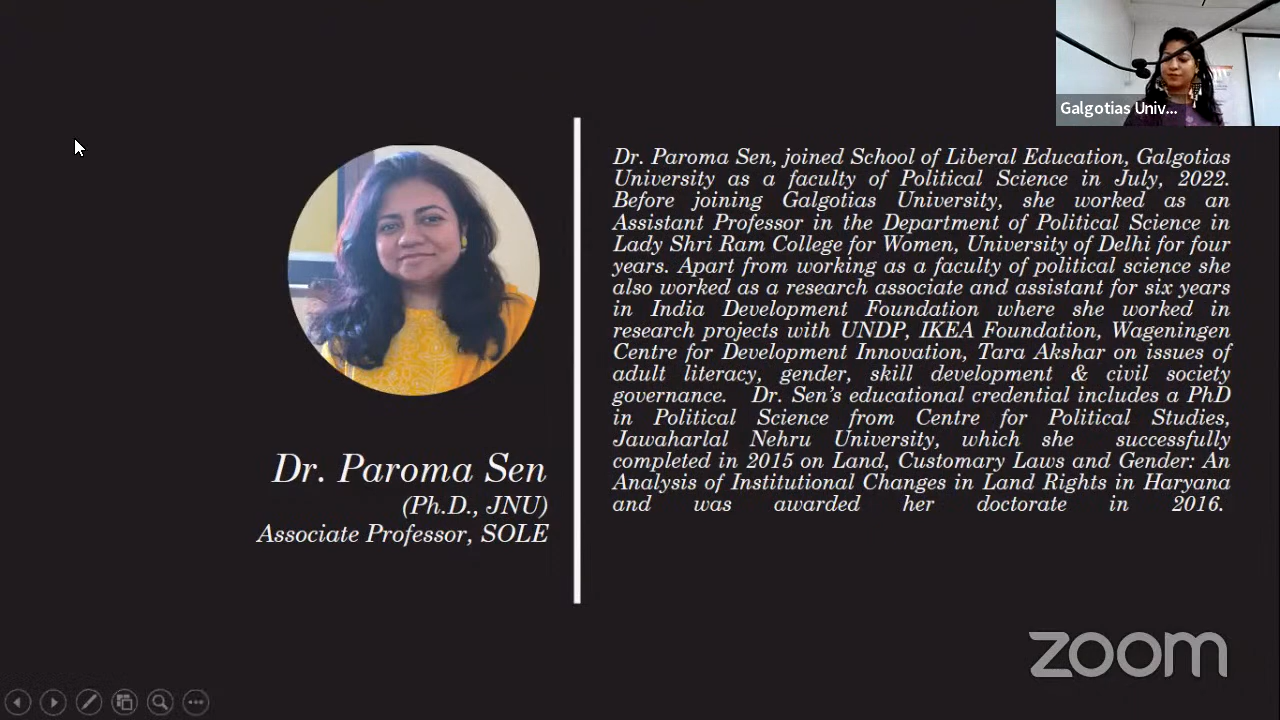 Galgotias Univ...
Dr. Paroma Sen, joined School of Liberal Education, Galgotias
University as a faculty of Political Science in July, 2022.
Before joining Galgotias University, she worked as an
Assistant Professor in the Department of Political Science in
Lady Shri Ram College for Women, University of Delhi for four
years. Apart from working as a faculty of political science she
also worked as a research associate and assistant for six years
in India Development Foundation where she worked in
research projects with UNDP, IKEA Foundation, Wageningen
Centre for Development Innovation, Tara Akshar on issues of
adult literacy, gender, skill development & civil society
governance. Dr. Sen's educational credential includes a PhD
in Political Science from Centre for Political Studies,
Jawaharlal Nehru University, which she successfully
completed in 2015 on Land, Customary Laws and Gender: An
Analysis of Institutional Changes in Land Rights in Haryana
and was awarded her doctorate in 2016.
Dr. Paroma Sen
(Ph.D., JNU)
Associate Professor, SOLE
zoom